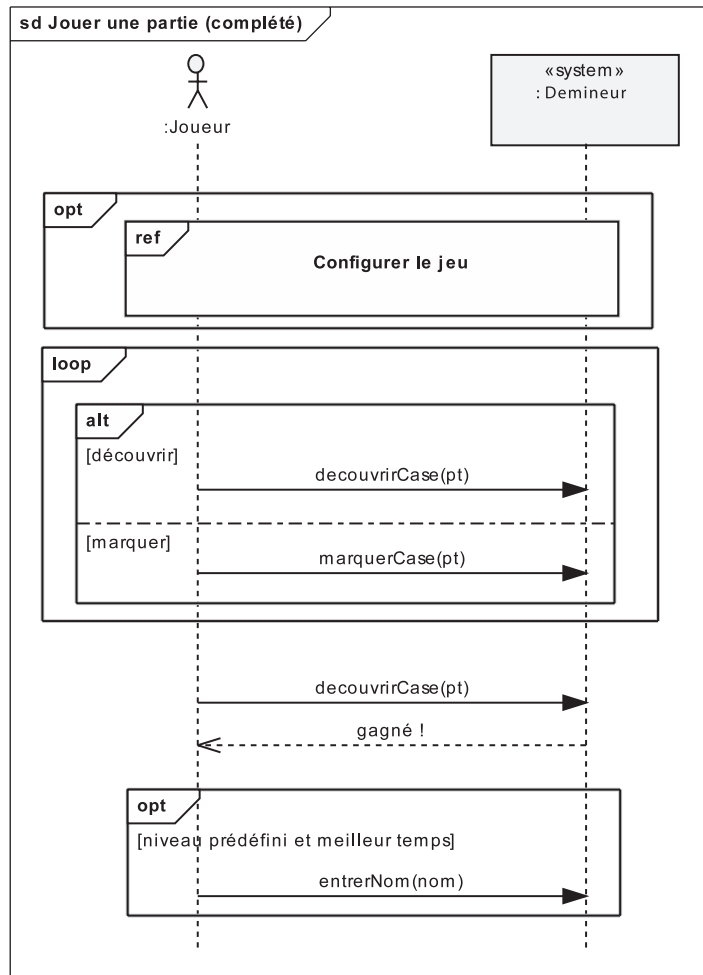 sd Jouer une partie (complété)
«system»
: Demineur
:Joueur
opt
ref
Configurer le jeu
loop
alt
[découvrir]
decouvrirCase(pt)
[marquer]
marquerCase(pt)
decouvrirCase(pt)
gagné !
opt
[niveau prédéfini et meilleur temps]
entrerNom(nom)